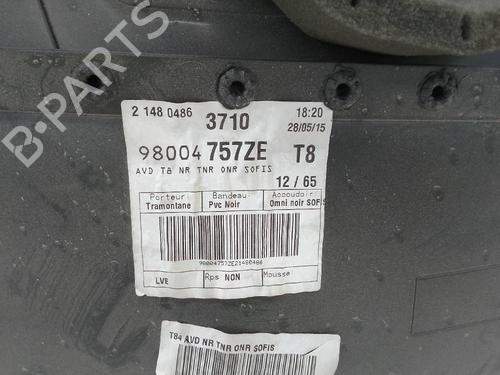 B-PARTS
2 148 0486 3710 18:20
28/05/15
98004 757ZE T8
AVD T8 NR TNR ONR SOFIS
12 / 65
Porteur Bandeau Accoudoir
Tramontane Pvc Noir Omni noir SOFIS
98004757ZE21480486
LVE Rps NON Mousse
T84 AVD NR TNR ONR SOFIS